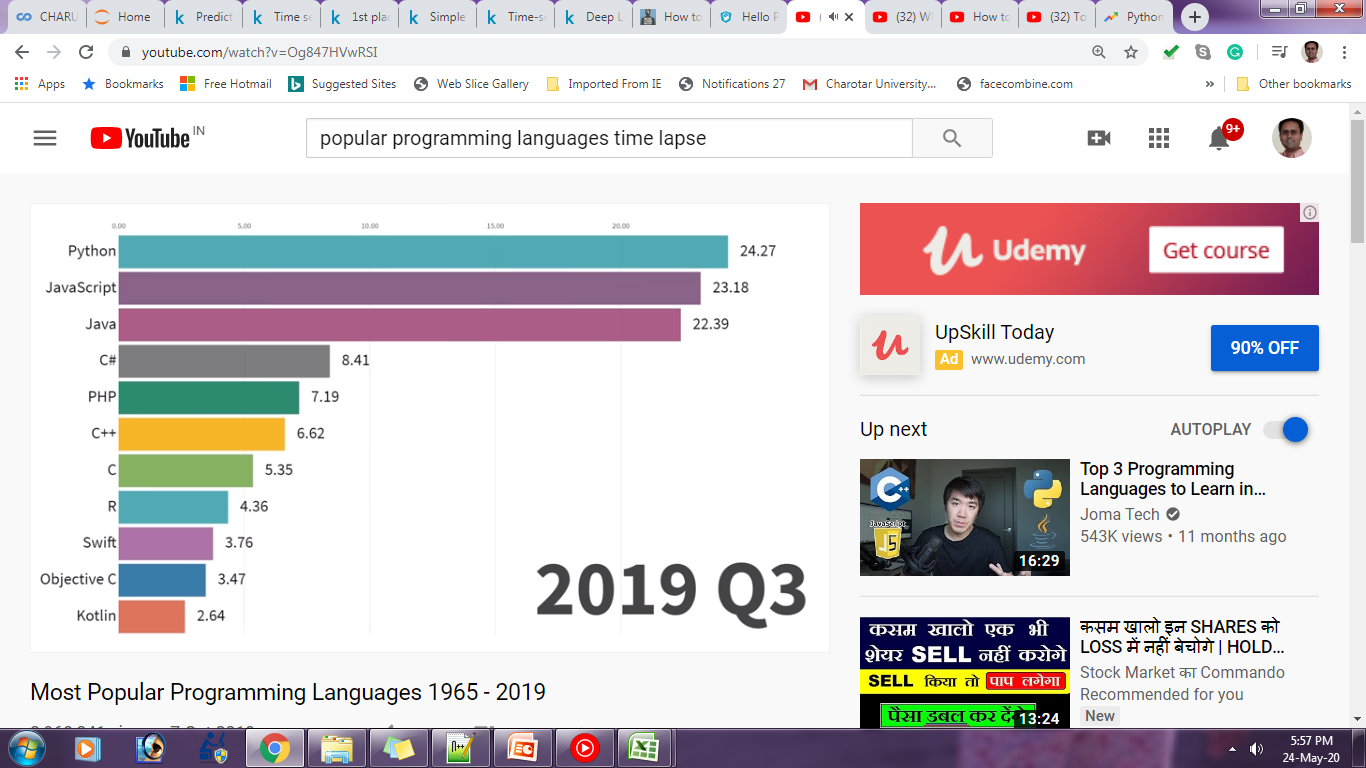 CHARU
Home
Predict
Time se
1st pla
Simple
Time-s
Deep L
How to
Hello P
(32) Wi
How to
(32) To
Python
youtube.com/watch?v=Og847HVwRSI
Apps
Bookmarks
Free Hotmail
Suggested Sites
Web Slice Gallery
Imported From IE
Notifications 27
Charotar University...
facecombine.com
»
Other bookmarks
YouTube IN
popular programming languages time lapse
9+
0.00 5.00 10.00 15.00 20.00
Python 24.27
JavaScript 23.18
Java 22.39
C# 8.41
PHP 7.19
C++ 6.62
C 5.35
R 4.36
Swift 3.76
Objective C 3.47
Kotlin 2.64
2019 Q3
Most Popular Programming Languages 1965 - 2019
Udemy
Get course
UpSkill Today
Ad www.udemy.com
90% OFF
Up next
AUTOPLAY
C++
JavaScript
5
16:29
Top 3 Programming
Languages to Learn in...
Joma Tech
543K views • 11 months ago
कसम खालो एक भी
शेयर SELL नहीं करोगे
SELL किया तो पाप लगेगा
पैसा डबल कर देंगे
13:24
कसम खालो इन SHARES को
LOSS में नहीं बेचोगे | HOLD...
Stock Market का Commando
Recommended for you
New
5:57 PM
24-May-20